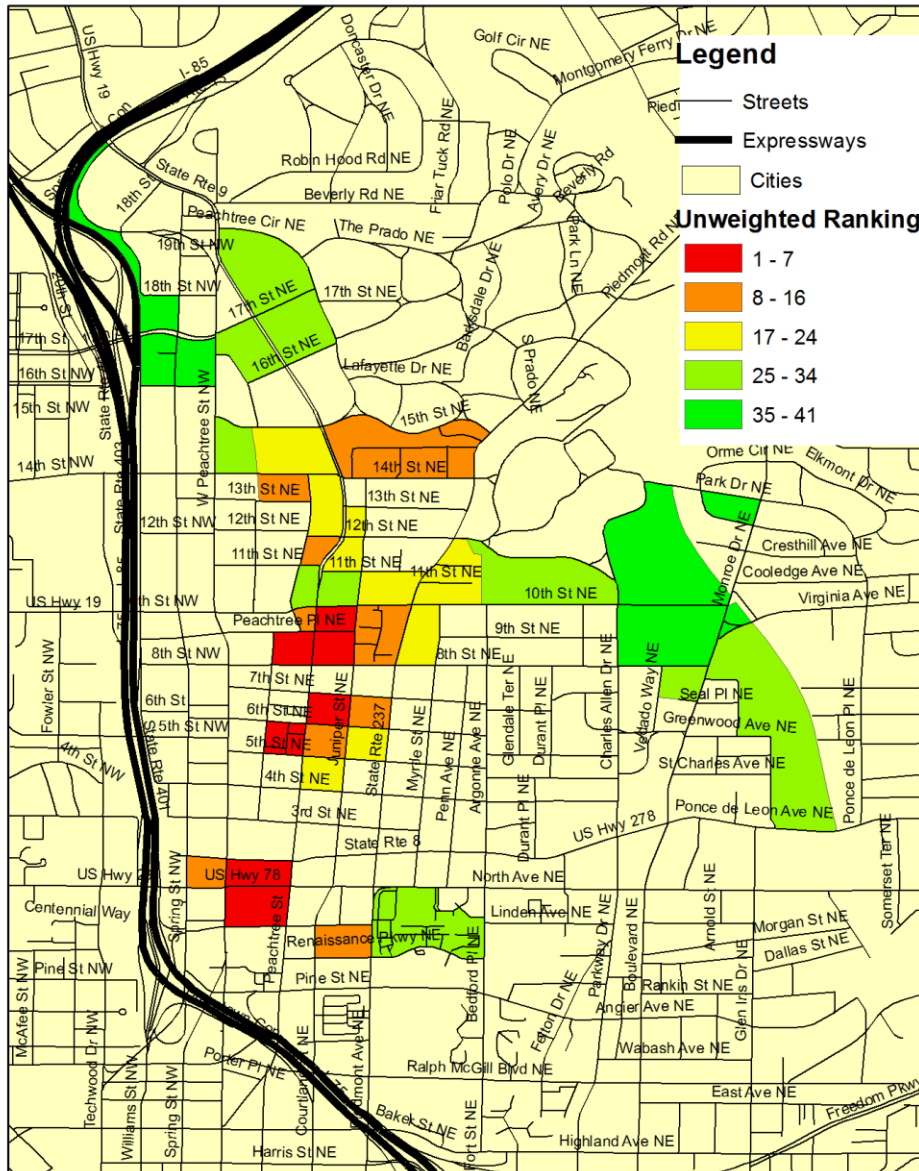 Legend
Streets
Expressways
Cities
Unweighted Ranking
1 - 7
8 - 16
17 - 24
25 - 34
35 - 41
US Hwy 19
I- 85
Doncaster Dr NE
Golf Cir NE
Montgomery Ferry Dr NE
18th St
State Rte 9
Robin Hood Rd NE
Friar Tuck Rd NE
Polo Dr NE
Avery Dr NE
Beverly Rd
Beverly Rd NE
Peachtree Cir NE
The Prado NE
Park Ln NE
Piedmont Rd NE
19th St NW
20th St
18th St NW
17th St NE
17th St NE
Barksdale Dr NE
17th St
16th St NE
16th St NW
Lafayette Dr NE
S Prado NE
15th St NW
State Rte 403
W Peachtree St NW
15th St NE
14th St NW
14th St NE
Orme Cir NE
Elkmont Dr NE
Park Dr NE
13th St NE
13th St NE
12th St NW
12th St NE
12th St NE
Cresthill Ave NE
11th St NE
11th St NE
11th St NE
Monroe Dr NE
Cooledge Ave NE
US Hwy 19
10th St NE
Virginia Ave NE
Peachtree Pl NE
9th St NE
8th St NW
8th St NE
7th St NE
Fowler St NW
6th St
6th St NE
Juniper St NE
State Rte 237
Myrtle St NE
Penn Ave NE
Argonne Ave NE
Glendale Ter NE
Durant Pl NE
Charles Allen Dr NE
Vedado Way NE
Seal Pl NE
Greenwood Ave NE
Ponce de Leon Pl NE
5th St NW
5th St NE
4th St NW
State Rte 401
4th St NE
St Charles Ave NE
3rd St NE
Ponce de Leon Ave NE
US Hwy 278
State Rte 8
Durant Pl NE
US Hwy 78
North Ave NE
Centennial Way
Spring St NW
Peachtree St
Linden Ave NE
Parkway Dr NE
Boulevard NE
Arnold St NE
Somerset Ter NE
Morgan St NE
Dallas St NE
Renaissance Pkwy NE
Bedford Pl NE
Pine St NW
Pine St NE
Rankin St NE
Angier Ave NE
Glen Iris Dr NE
McAfee St NW
Techwood Dr NW
Felton Dr NE
Wabash Ave NE
Porter Pl NE
Ralph McGill Blvd NE
East Ave NE
Freedom Pkwy
Williams St NW
Spring St NW
Baker St NE
Fort St NE
Highland Ave NE
Harris St NE